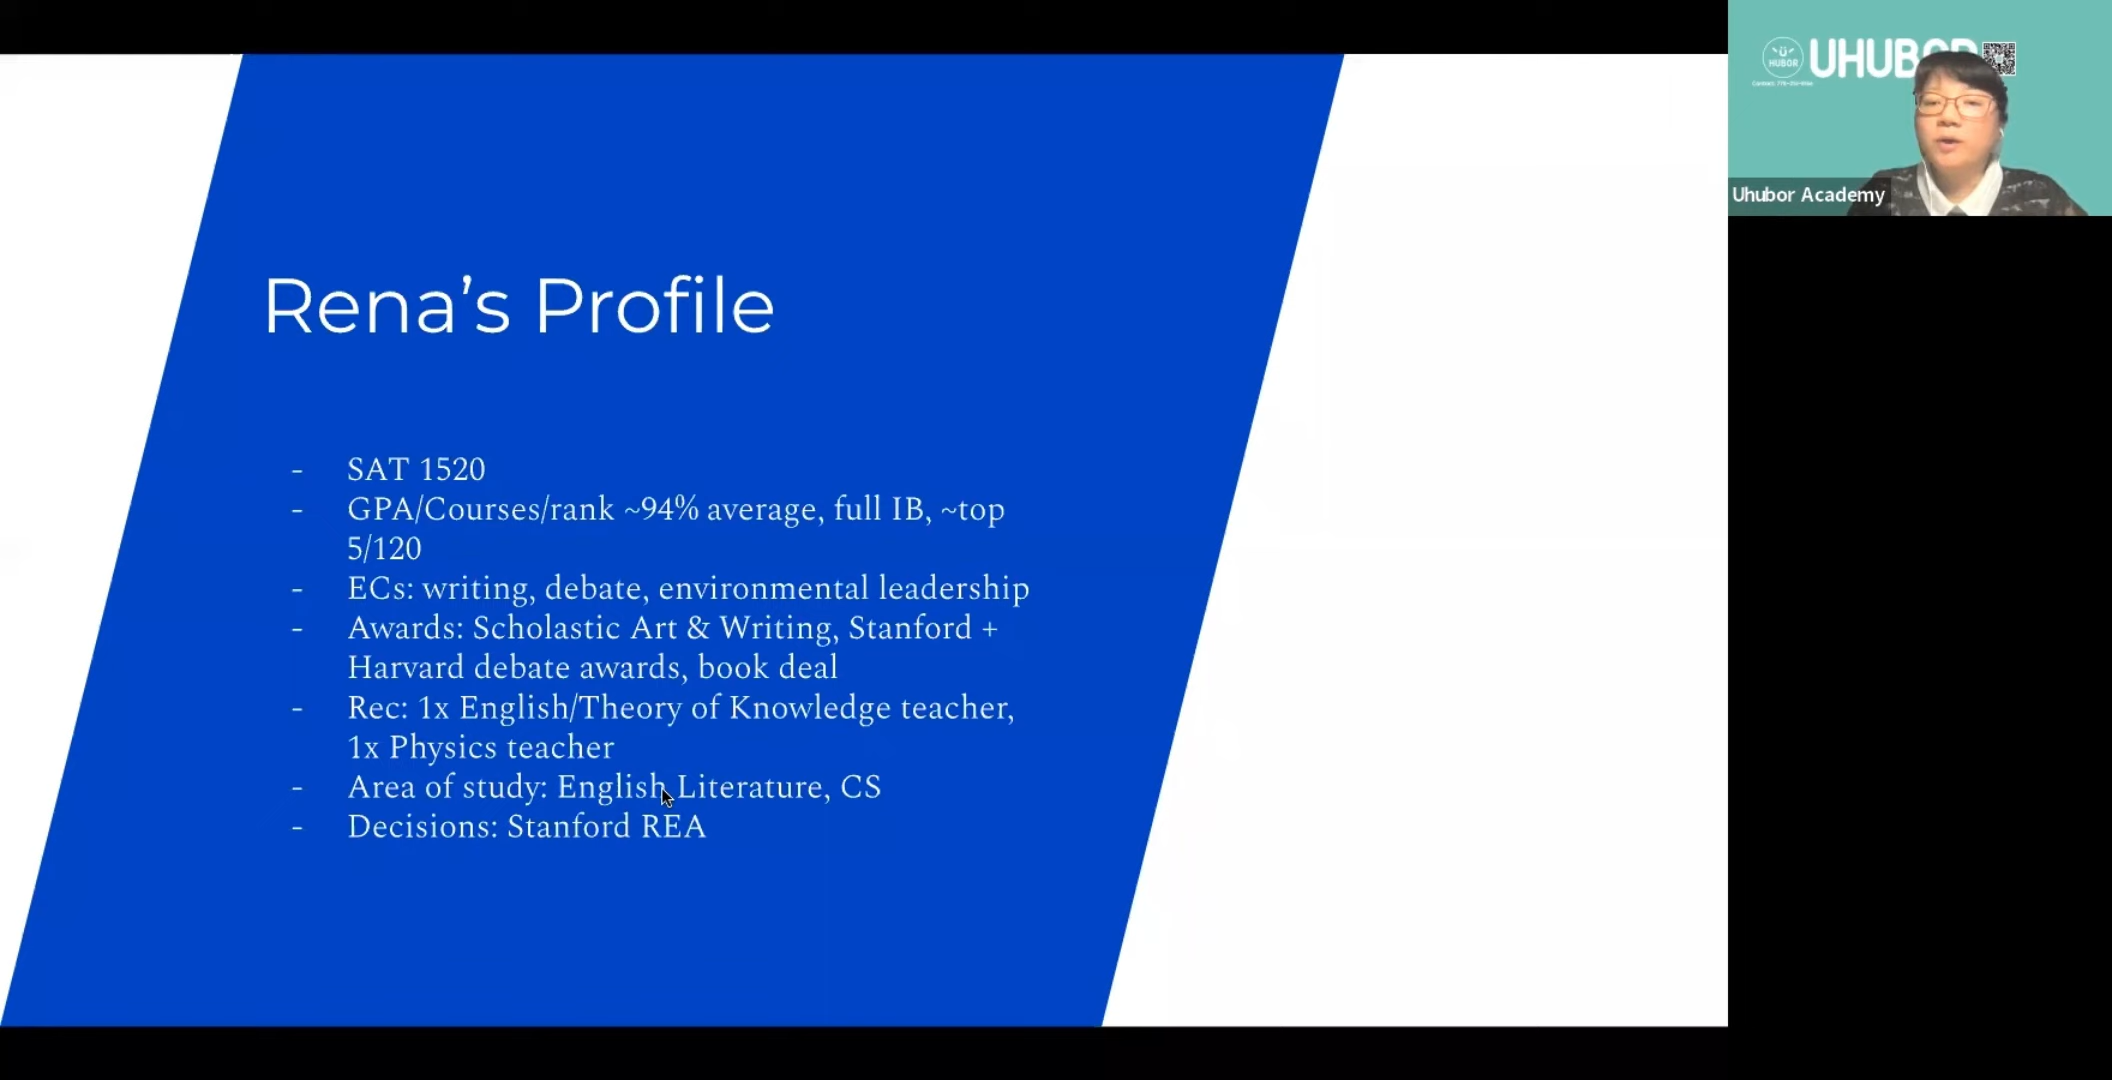 Rena’s Profile
- SAT 1520
- GPA/Courses/rank ~94% average, full IB, ~top
5/120
- ECs: writing, debate, environmental leadership
- Awards: Scholastic Art & Writing, Stanford +
Harvard debate awards, book deal
- Rec: 1x English/Theory of Knowledge teacher,
1x Physics teacher
- Area of study: English Literature, CS
- Decisions: Stanford REA
ü
HUBOR
UHUBOR
Uhubor Academy